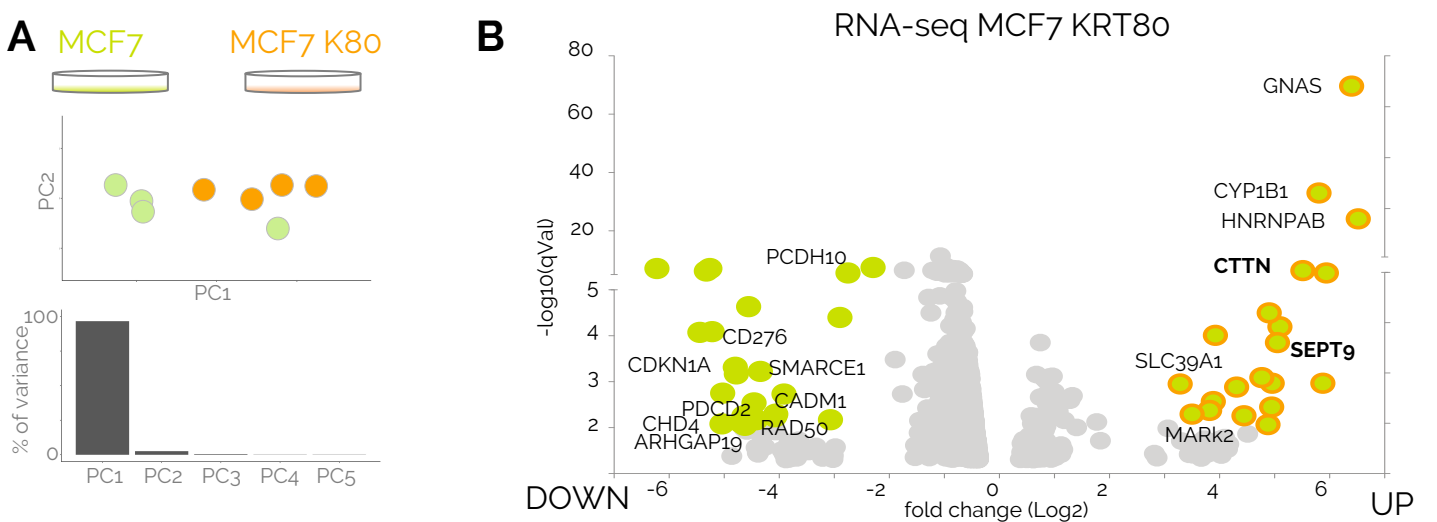 A
MCF7
MCF7 K80
PC2
PC1
% of variance
100
0
PC1
PC2
PC3
PC4
PC5
B
RNA-seq MCF7 KRT80
-log10(qVal)
80
60
40
20
5
4
3
2
GNAS
CYP1B1
HNRNPAB
PCDH10
CTTN
CD276
CDKN1A
SMARCE1
SLC39A1
SEPT9
PDCD2
CADM1
CHD4
RAD50
ARHGAP19
MARk2
DOWN
-6
-4
-2
0
2
4
6
UP
fold change (Log2)